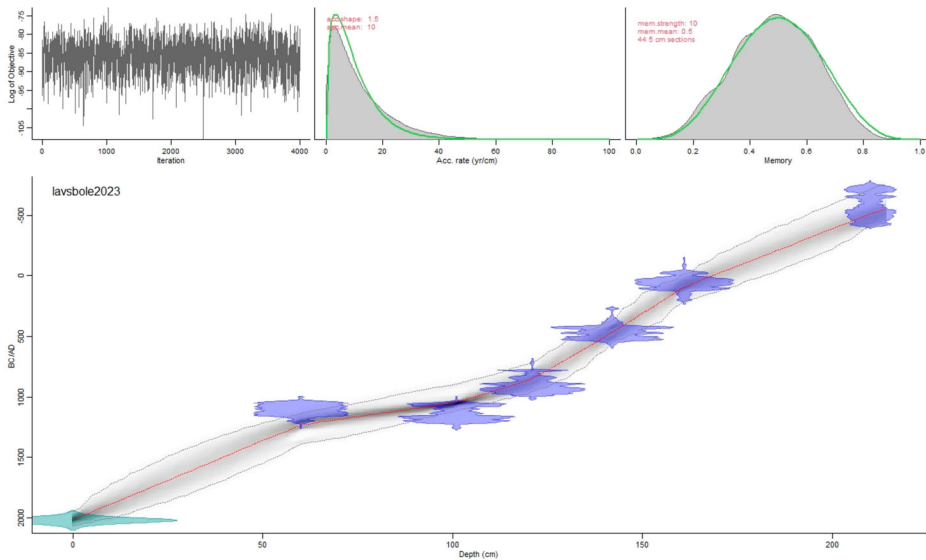 -75
-85
-90
-95
-105
Log of Objective
0
1000
2000
3000
4000
Iteration
acc.shape: 1.5
acc.mean: 10
0
20
40
60
80
100
Acc. rate (yr/cm)
mem.strength: 10
mem.mean: 0.5
44 5 cm sections
0.0
0.2
0.4
0.6
0.8
1.0
Memory
lavsbole2023
-500
0
500
1000
1500
2000
BC/AD
0
50
100
150
200
Depth (cm)